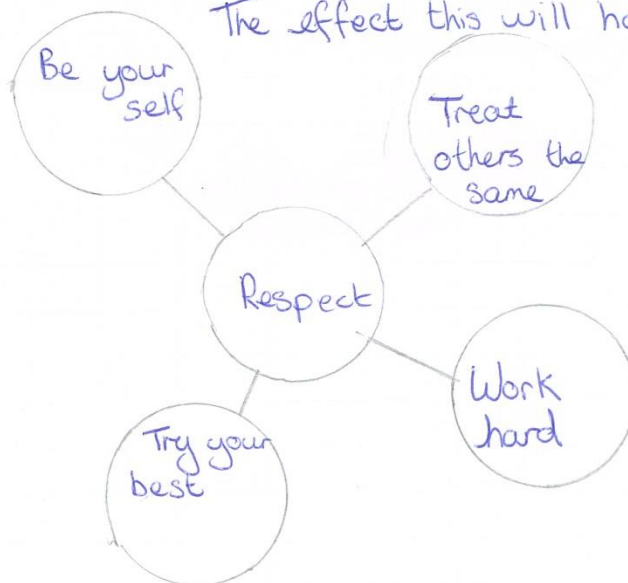 The effect this will ha
Be your
self
Treat
others the
same
Respect
Work
hard
Try your
best